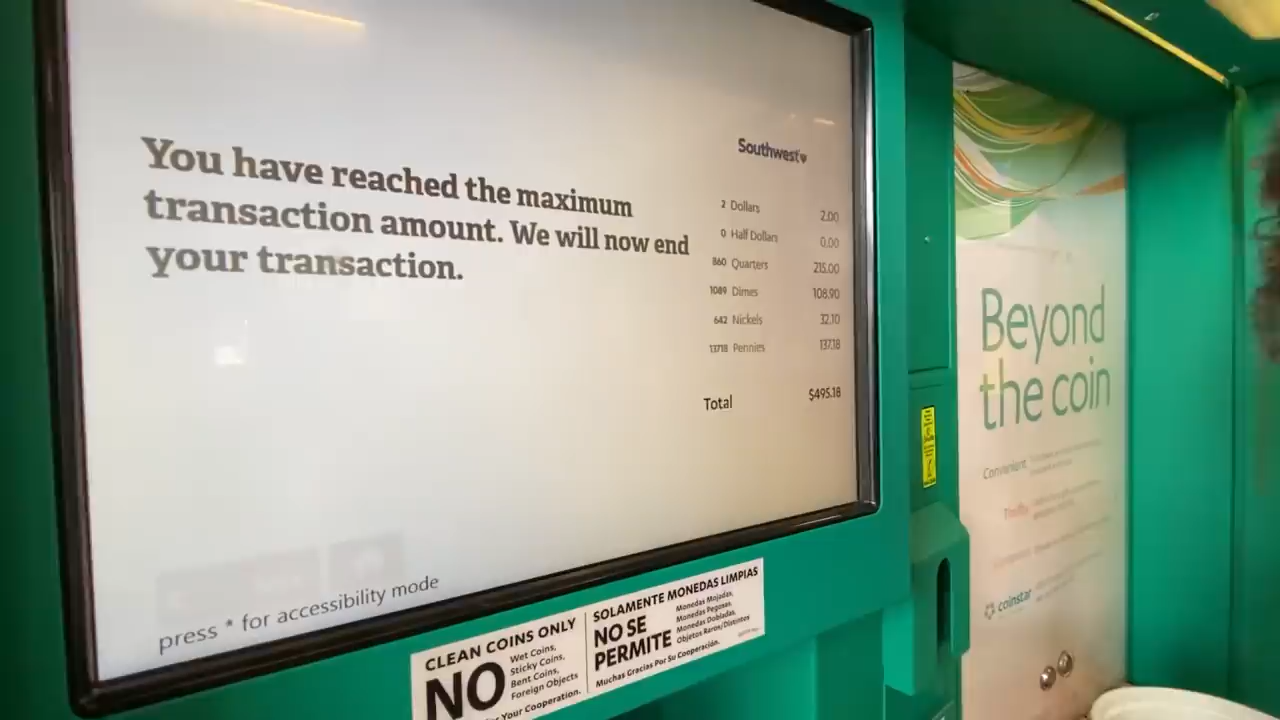 You have reached the maximum
transaction amount. We will now end
your transaction.
Southwest
2 Dollars 2.00
0 Half Dollars 0.00
860 Quarters 215.00
1089 Dimes 108.90
642 Nickels 32.10
13718 Pennies 137.18
Total $495.18
press * for accessibility mode
CLEAN COINS ONLY
NO
Wet Coins,
Sticky Coins,
Bent Coins,
Foreign Objects
Your Cooperation.
SOLAMENTE MONEDAS LIMPIAS
NO SE
PERMITE
Monedas Mojadas,
Monedas Pegosas,
Monedas Dobladas,
Objetos Raros/Distintos
Muchas Gracias Por Su Cooperación.
Beyond
the coin
Convenient
coinstar